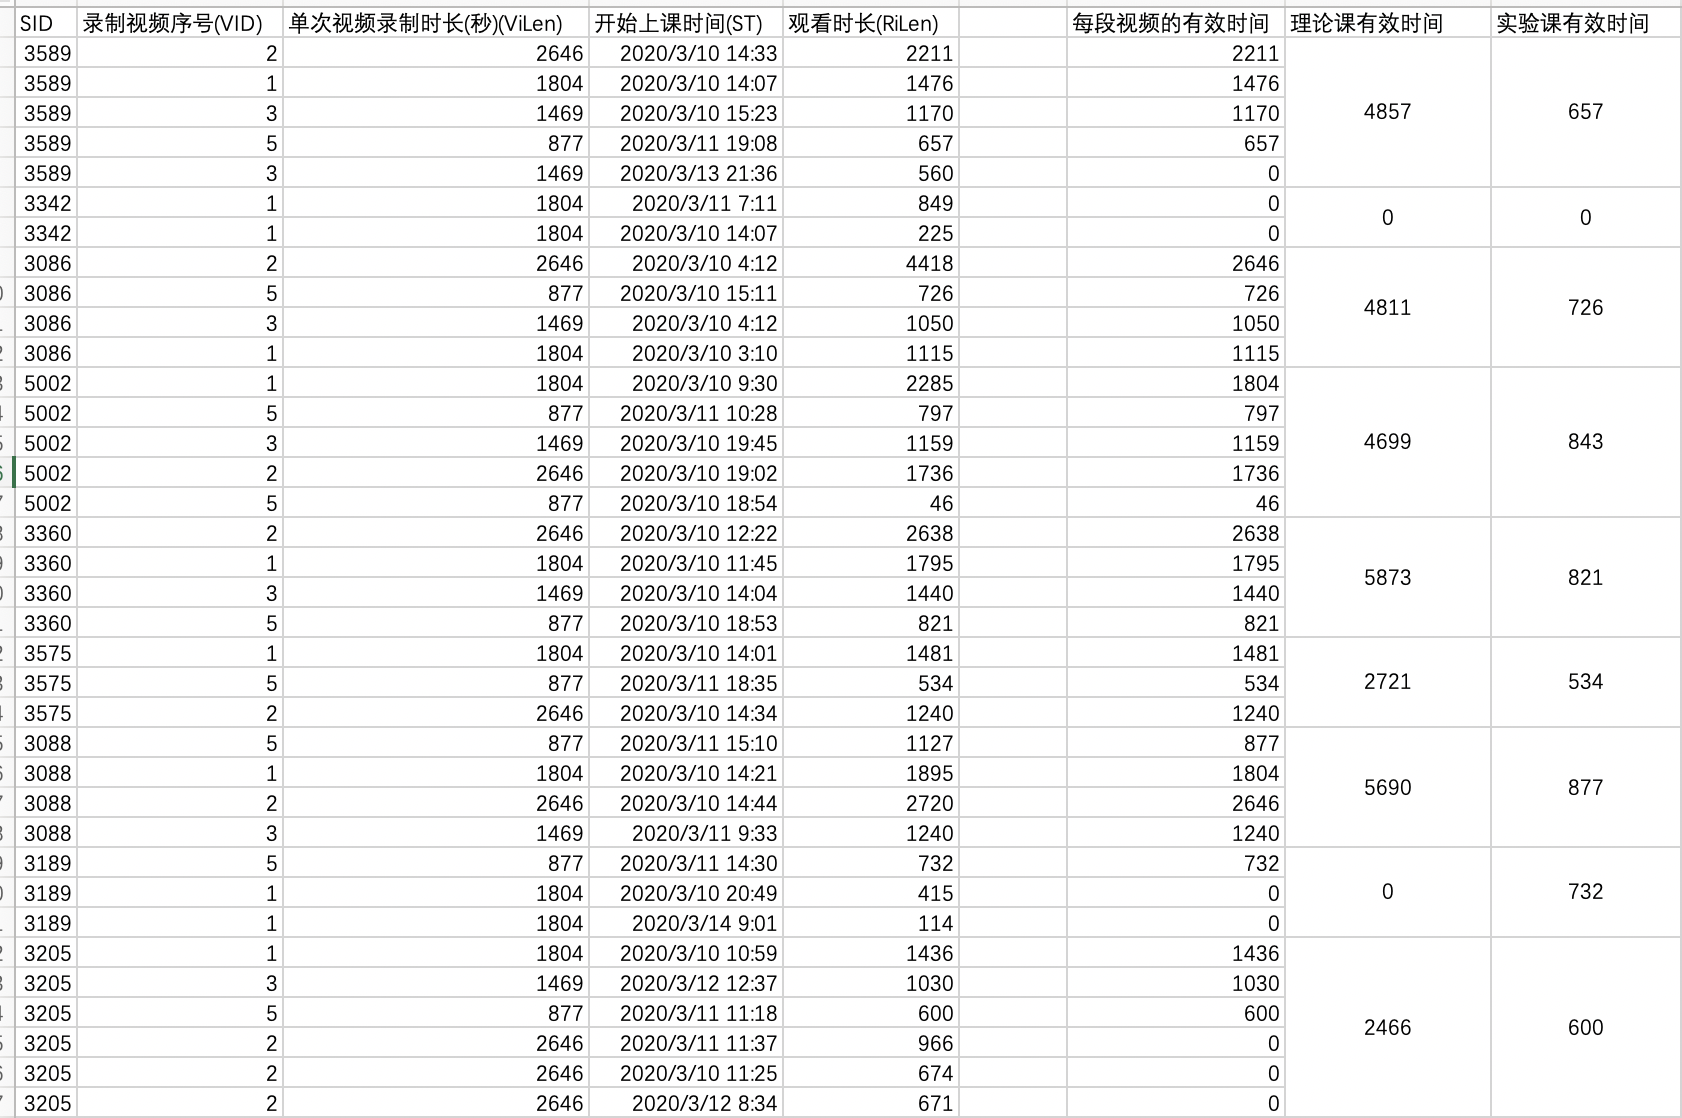 SID 录制视频序号(VID) 单次视频录制时长(秒)(ViLen) 开始上课时间(ST) 观看时长(RiLen) 每段视频的有效时间 理论课有效时间 实验课有效时间
3589 2 2646 2020/3/10 14:33 2211 2211
3589 1 1804 2020/3/10 14:07 1476 1476
3589 3 1469 2020/3/10 15:23 1170 1170 4857 657
3589 5 877 2020/3/11 19:08 657 657
3589 3 1469 2020/3/13 21:36 560 0
3342 1 1804 2020/3/11 7:11 849 0 0 0
3342 1 1804 2020/3/10 14:07 225 0
3086 2 2646 2020/3/10 4:12 4418 2646
3086 5 877 2020/3/10 15:11 726 726 4811 726
3086 3 1469 2020/3/10 4:12 1050 1050
3086 1 1804 2020/3/10 3:10 1115 1115
5002 1 1804 2020/3/10 9:30 2285 1804
5002 5 877 2020/3/11 10:28 797 797
5002 3 1469 2020/3/10 19:45 1159 1159 4699 843
5002 2 2646 2020/3/10 19:02 1736 1736
5002 5 877 2020/3/10 18:54 46 46
3360 2 2646 2020/3/10 12:22 2638 2638
3360 1 1804 2020/3/10 11:45 1795 1795 5873 821
3360 3 1469 2020/3/10 14:04 1440 1440
3360 5 877 2020/3/10 18:53 821 821
3575 1 1804 2020/3/10 14:01 1481 1481
3575 5 877 2020/3/11 18:35 534 534 2721 534
3575 2 2646 2020/3/10 14:34 1240 1240
3088 5 877 2020/3/11 15:10 1127 877
3088 1 1804 2020/3/10 14:21 1895 1804 5690 877
3088 2 2646 2020/3/10 14:44 2720 2646
3088 3 1469 2020/3/11 9:33 1240 1240
3189 5 877 2020/3/11 14:30 732 732
3189 1 1804 2020/3/10 20:49 415 0 0 732
3189 1 1804 2020/3/14 9:01 114 0
3205 1 1804 2020/3/10 10:59 1436 1436
3205 3 1469 2020/3/12 12:37 1030 1030
3205 5 877 2020/3/11 11:18 600 600 2466 600
3205 2 2646 2020/3/11 11:37 966 0
3205 2 2646 2020/3/10 11:25 674 0
3205 2 2646 2020/3/12 8:34 671 0